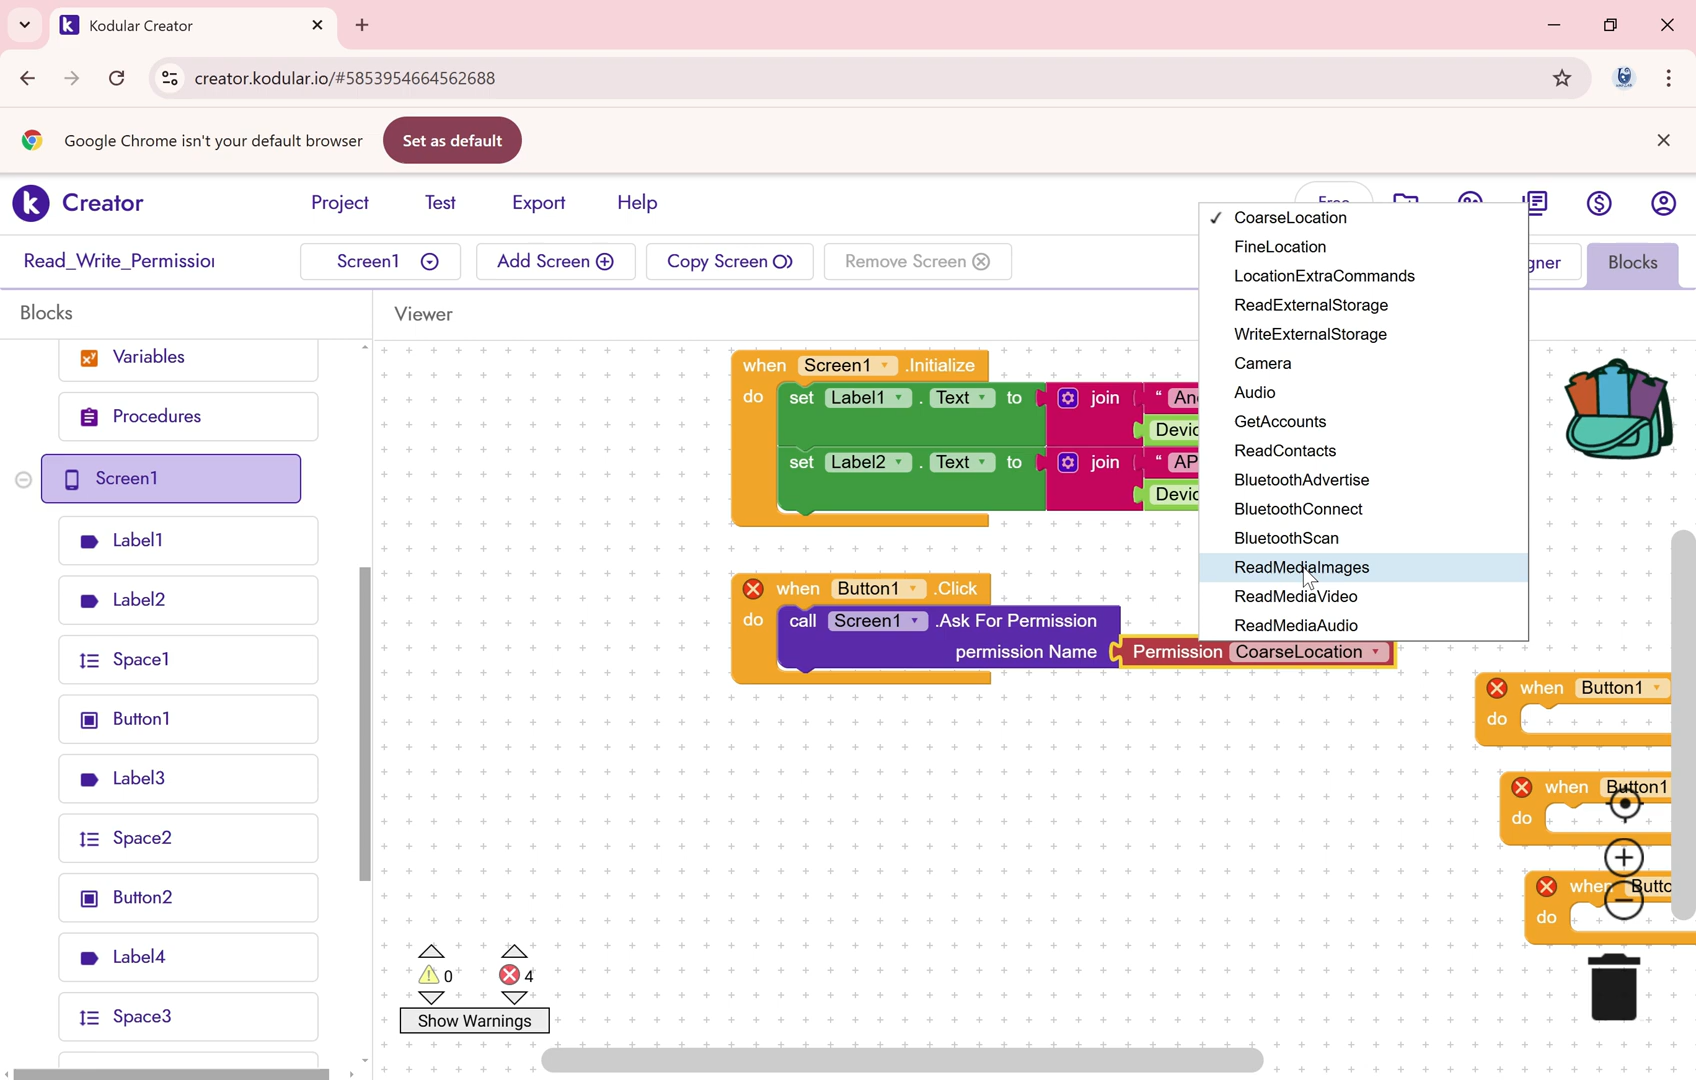 Kodular Creator
creator.kodular.io/#5853954664562688
Google Chrome isn't your default browser
Set as default
Creator
Project
Test
Export
Help
Read_Write_Permission
Screen1
Add Screen
Copy Screen
Remove Screen
gner
Blocks
Blocks
Viewer
Variables
Procedures
Screen1
Label1
Label2
Space1
Button1
Label3
Space2
Button2
Label4
Space3
when Screen1 .Initialize
do set Label1 . Text to join " An
Devic
set Label2 . Text to join " AP
Devic
when Button1 .Click
do call Screen1 .Ask For Permission
permission Name Permission CoarseLocation
✓ CoarseLocation
FineLocation
LocationExtraCommands
ReadExternalStorage
WriteExternalStorage
Camera
Audio
GetAccounts
ReadContacts
BluetoothAdvertise
BluetoothConnect
BluetoothScan
ReadMediaImages
ReadMediaVideo
ReadMediaAudio
when Button1
do
when Button1
do
when Butto
do
0
4
Show Warnings